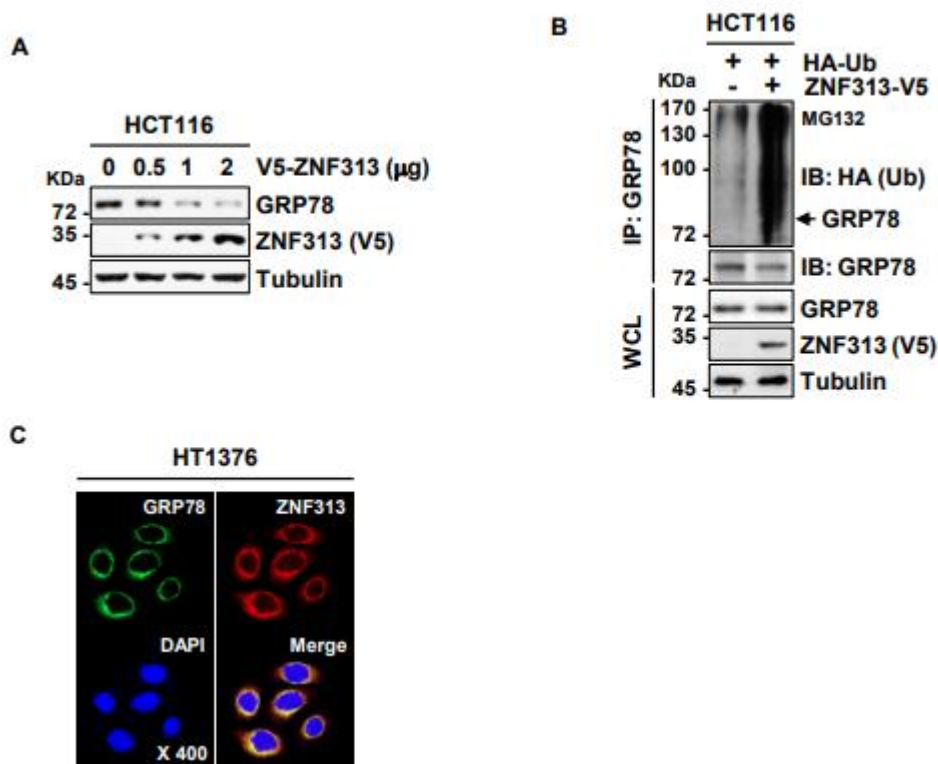 A
HCT116
KDa 0 0.5 1 2 V5-ZNF313 (μg)
72 - GRP78
35 - ZNF313 (V5)
45 - Tubulin
B
HCT116
+ + HA-Ub
KDa - + ZNF313-V5
IP: GRP78
170 - MG132
130 -
100 -
IB: HA (Ub)
GRP78
72 -
72 - IB: GRP78
WCL
72 - GRP78
35 - ZNF313 (V5)
45 - Tubulin
C
HT1376
GRP78 ZNF313
DAPI Merge
X 400